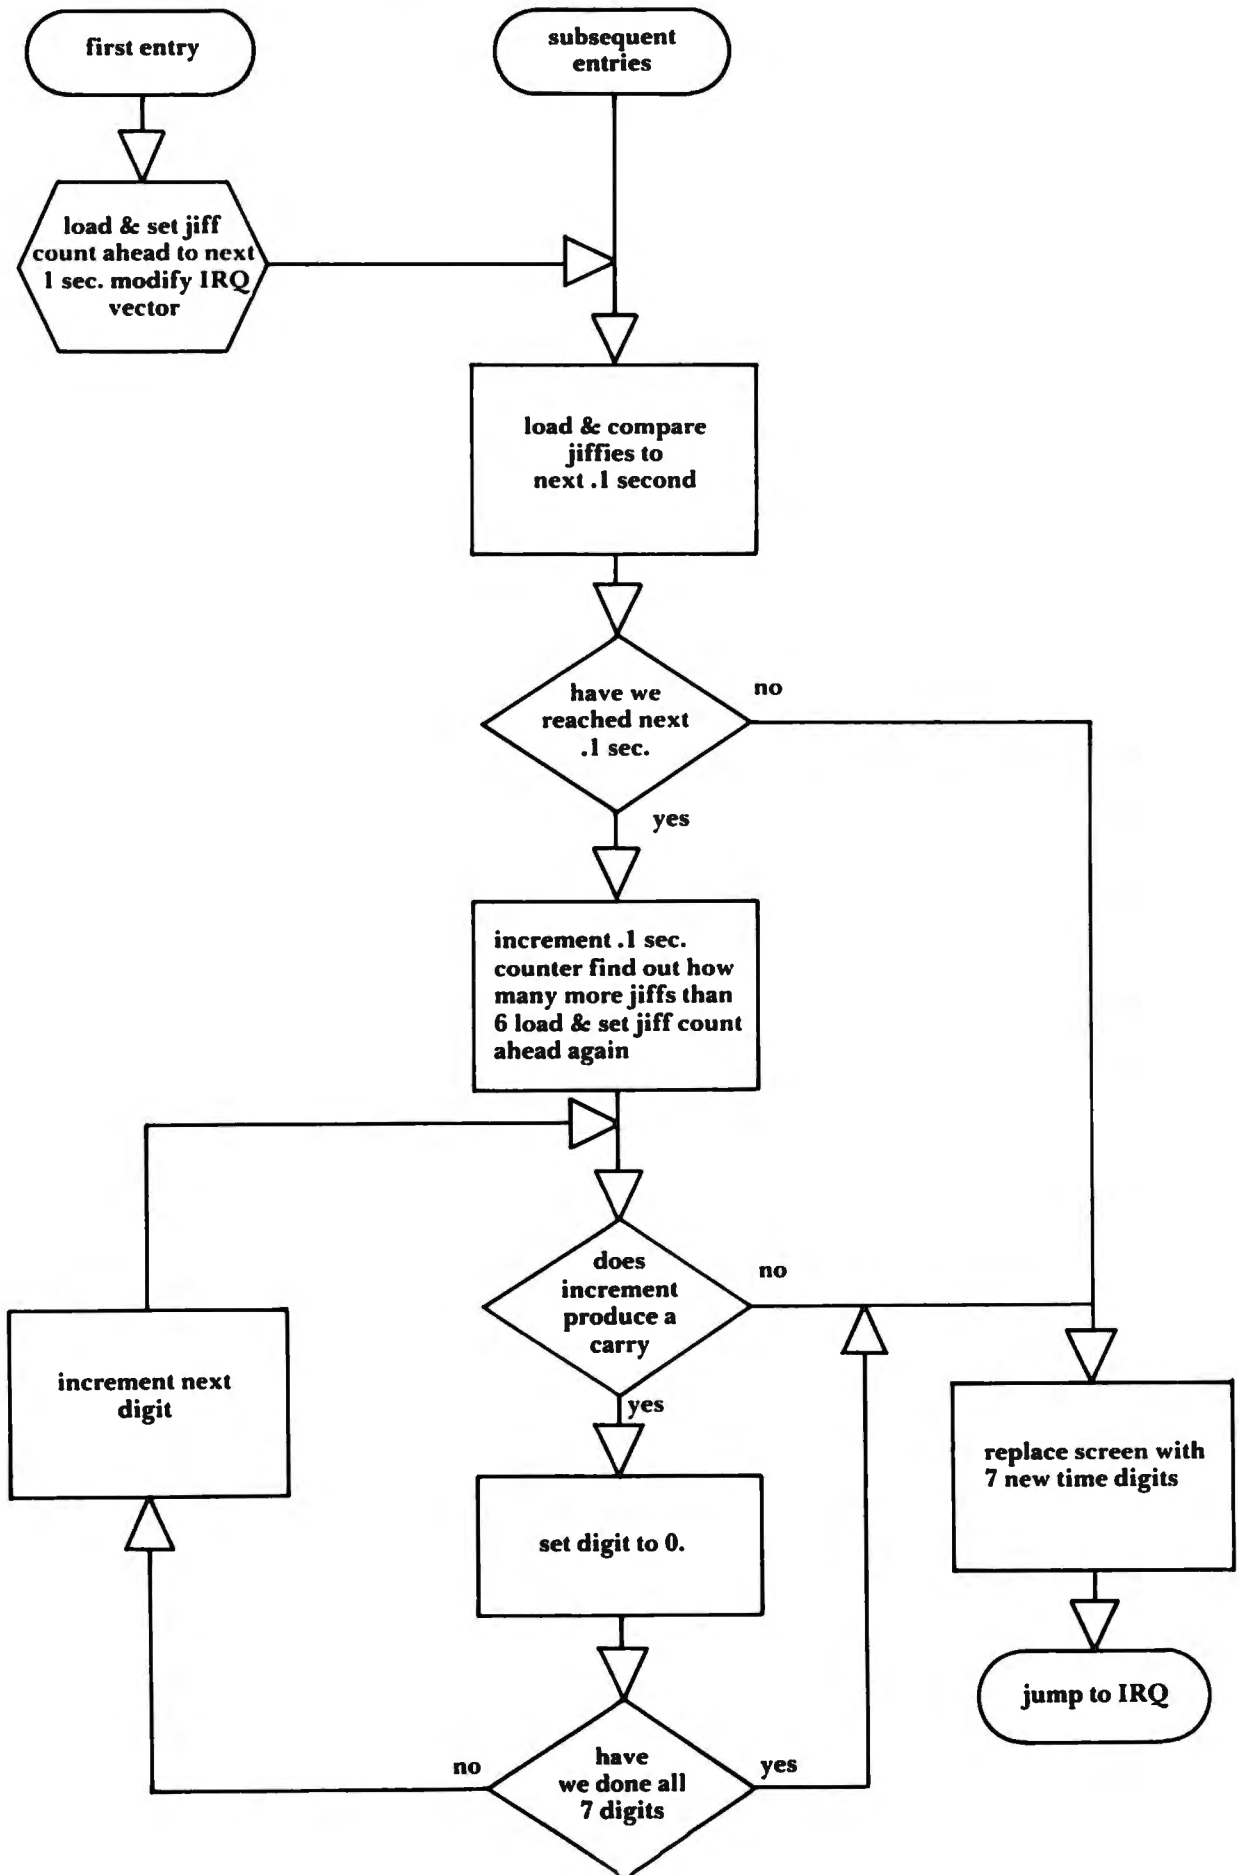 first entry
subsequent
entries
load & set jiff
count ahead to next
1 sec. modify IRQ
vector
load & compare
jiffies to
next .1 second
have we
reached next
.1 sec.
no
yes
increment .1 sec.
counter find out how
many more jiffs than
6 load & set jiff count
ahead again
does
increment
produce a
carry
no
yes
increment next
digit
replace screen with
7 new time digits
set digit to 0.
jump to IRQ
have
we done all
7 digits
no
yes